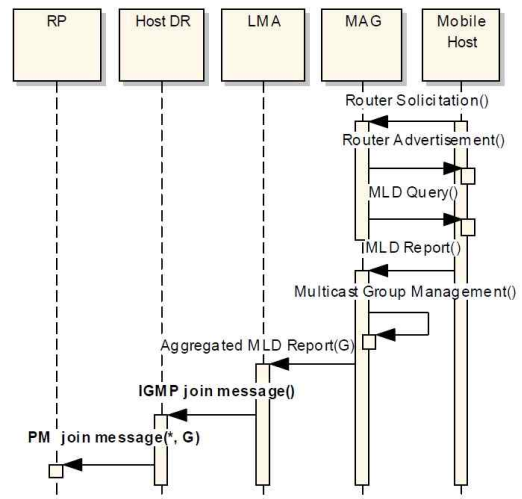 RP
Host DR
LMA
MAG
Mobile
Host
Router Solicitation()
Router Advertisement()
MLD Query()
MLD Report()
Multicast Group Management()
Aggregated MLD Report(G)
IGMP join message()
PM join message(*, G)